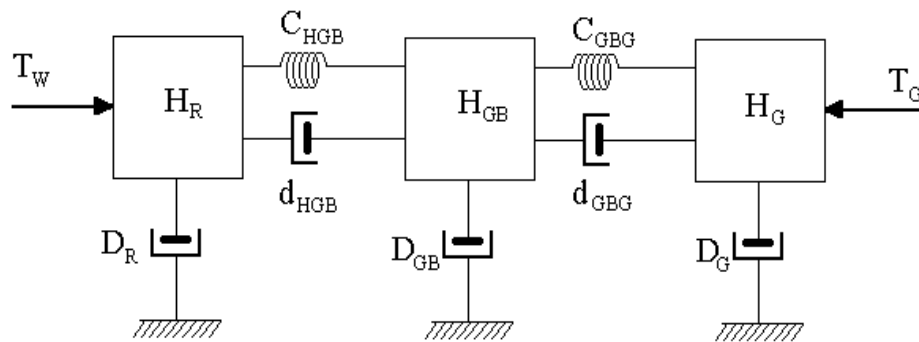 C_HGB C_GBG
T_W H_R H_GB H_G T_G
d_HGB d_GBG
D_R D_GB D_G